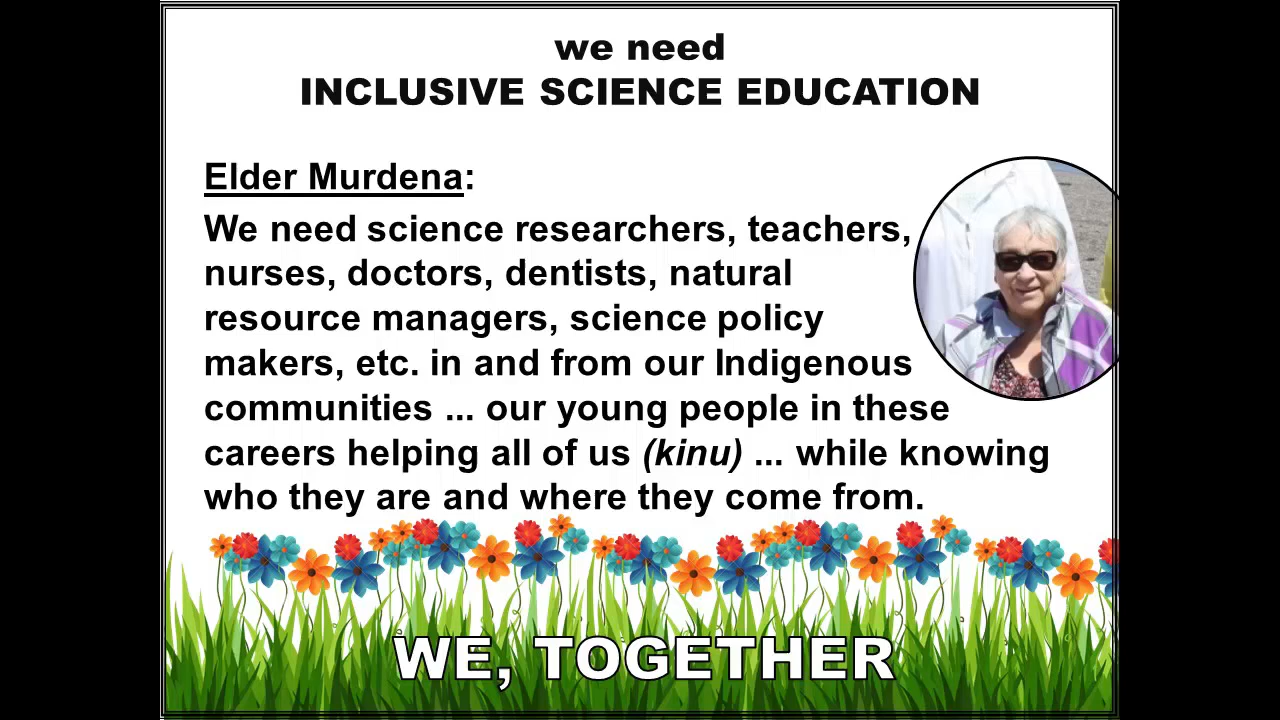 we need
INCLUSIVE SCIENCE EDUCATION
Elder Murdena:
We need science researchers, teachers,
nurses, doctors, dentists, natural
resource managers, science policy
makers, etc. in and from our Indigenous
communities ... our young people in these
careers helping all of us (kinu) ... while knowing
who they are and where they come from.
WE, TOGETHER